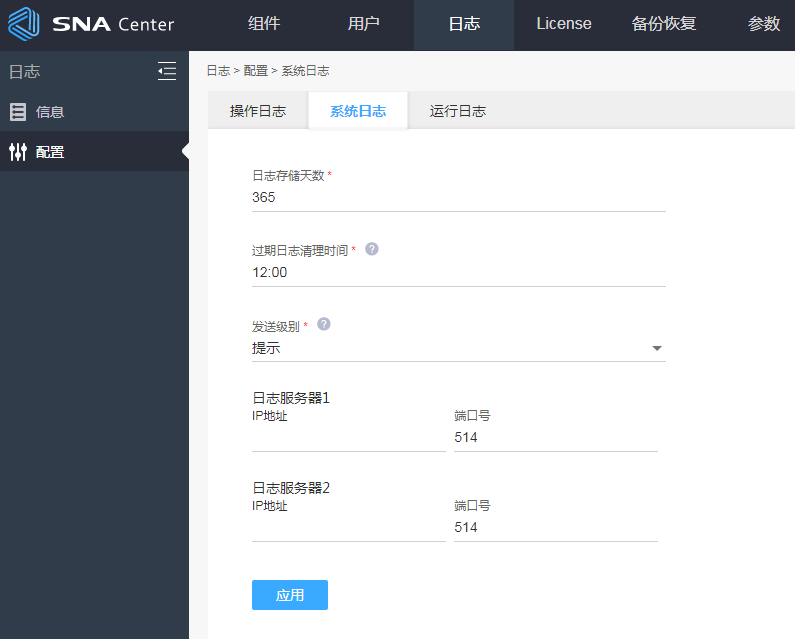 SNA Center 组件 用户 日志 License 备份恢复 参数
日志
信息
配置
日志 > 配置 > 系统日志
操作日志 系统日志 运行日志
日志存储天数 *
365
过期日志清理时间 * ?
12:00
发送级别 * ?
提示
日志服务器1
IP地址 端口号
514
日志服务器2
IP地址 端口号
514
应用